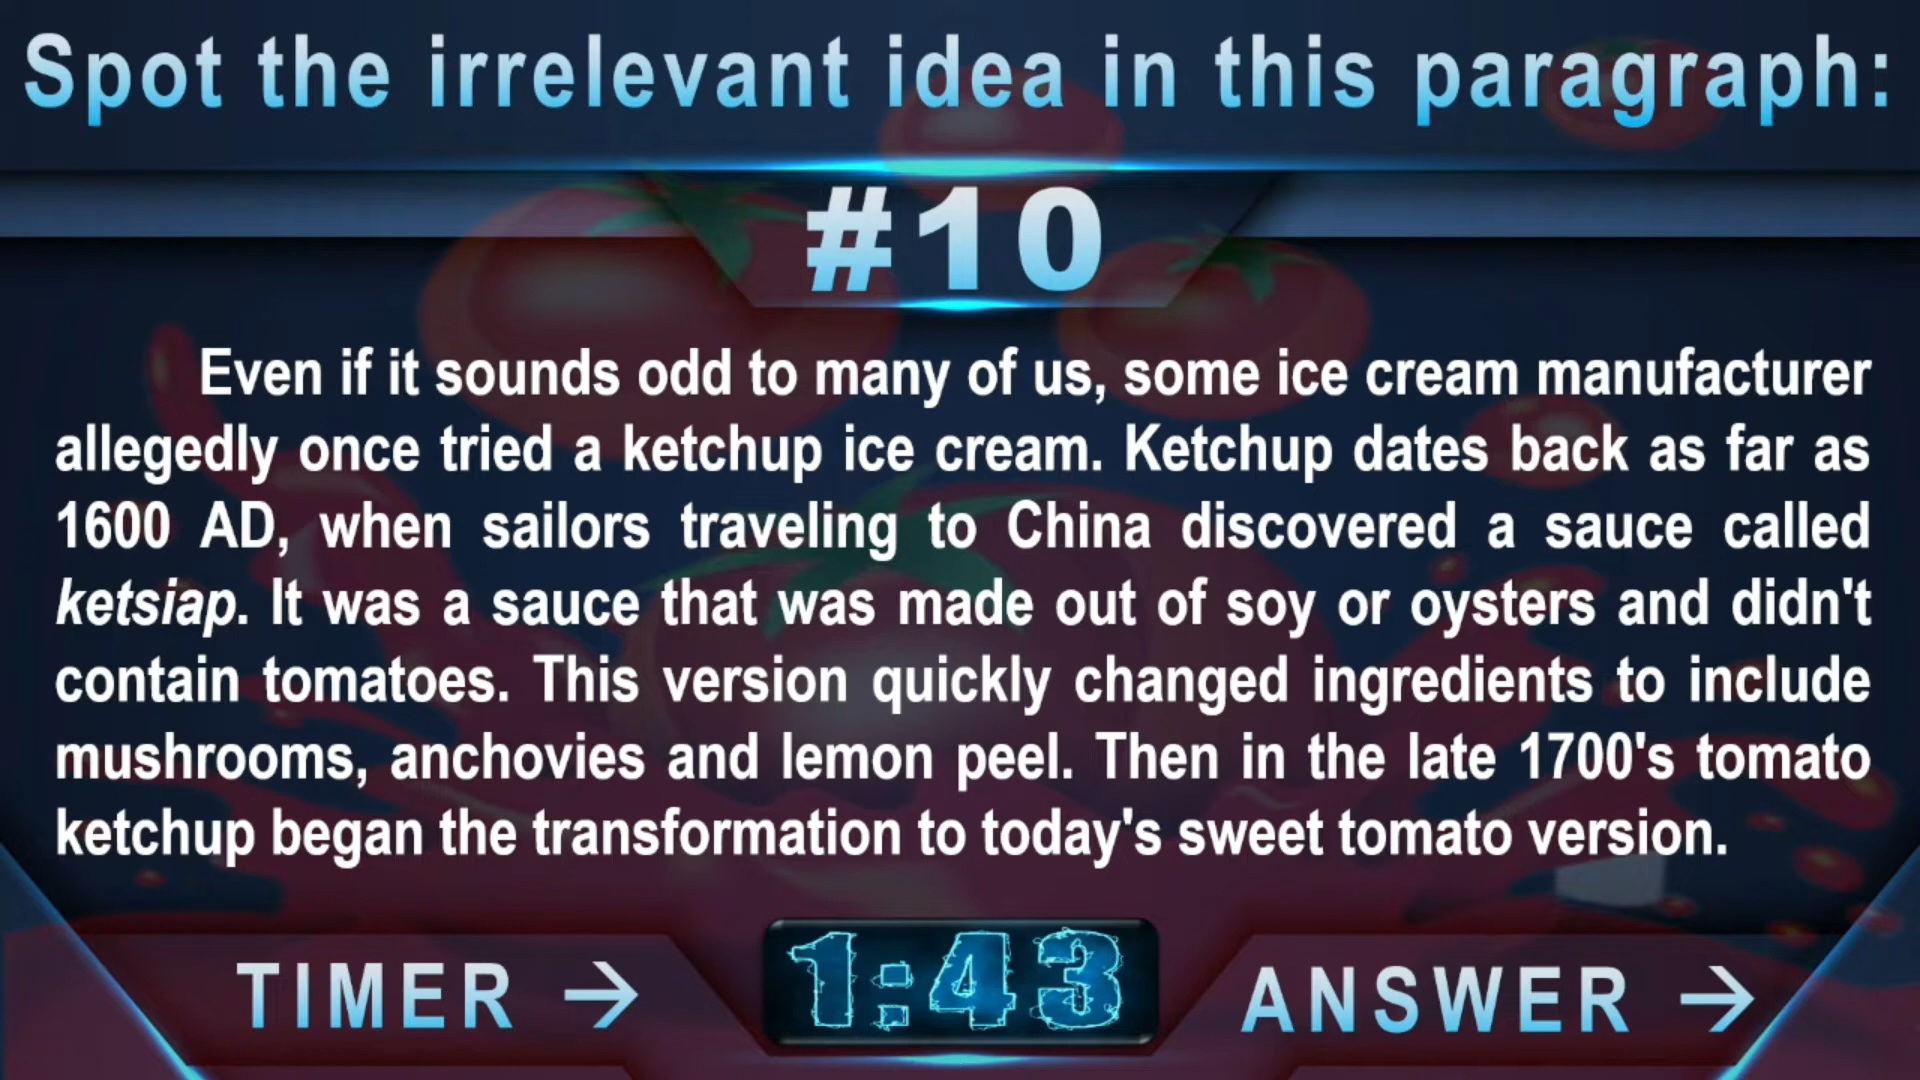 Spot the irrelevant idea in this paragraph:
#10
Even if it sounds odd to many of us, some ice cream manufacturer
allegedly once tried a ketchup ice cream. Ketchup dates back as far as
1600 AD, when sailors traveling to China discovered a sauce called
ketsiap. It was a sauce that was made out of soy or oysters and didn't
contain tomatoes. This version quickly changed ingredients to include
mushrooms, anchovies and lemon peel. Then in the late 1700's tomato
ketchup began the transformation to today's sweet tomato version.
TIMER → 1:43 ANSWER →